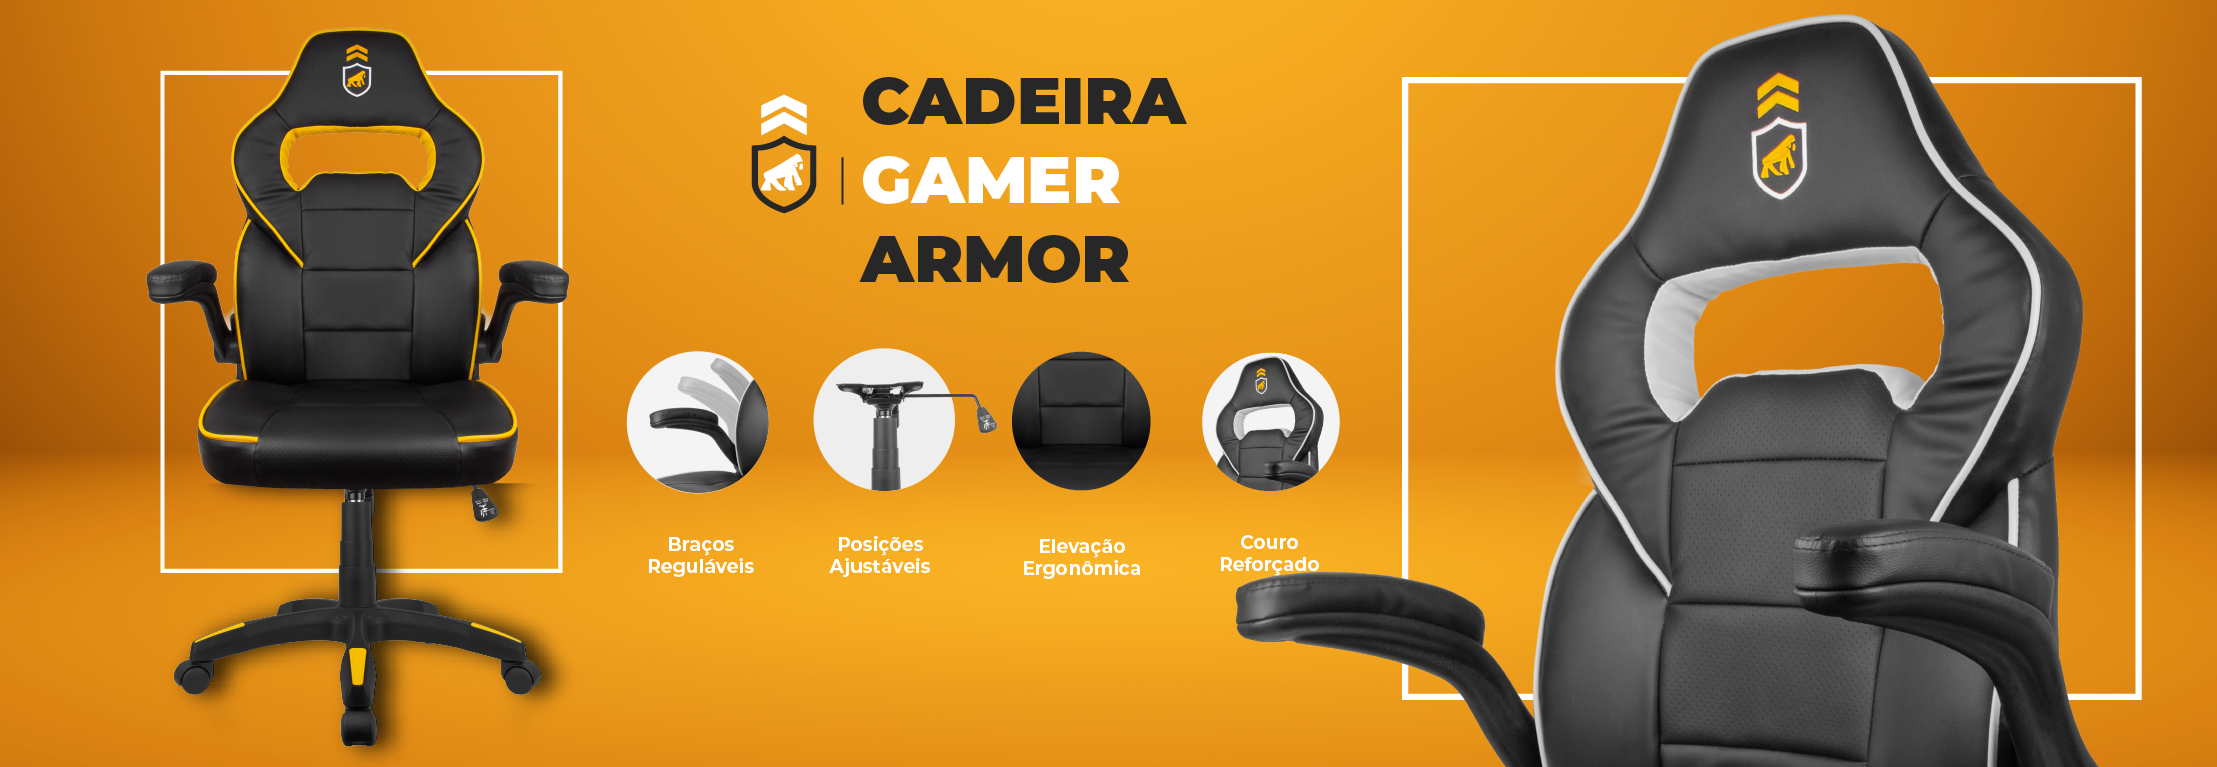 CADEIRA
GAMER
ARMOR
Braços
Reguláveis
Posições
Ajustáveis
Elevação
Ergonômica
Couro
Reforçado